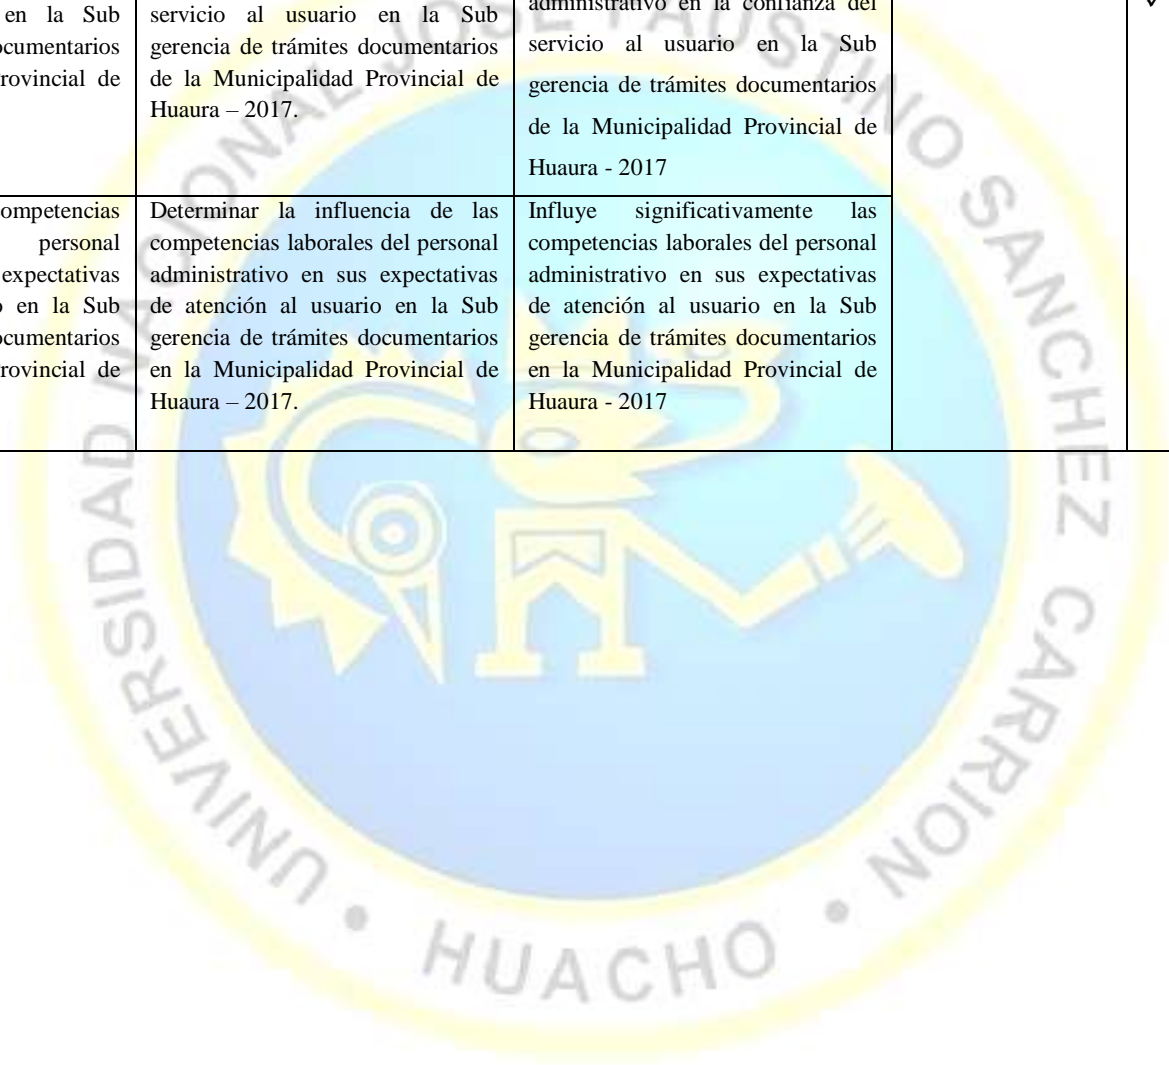 en la Sub
ocumentarios
rovincial de
servicio al usuario en la Sub
gerencia de trámites documentarios
de la Municipalidad Provincial de
Huaura – 2017.
administrativo en la confianza del
servicio al usuario en la Sub
gerencia de trámites documentarios
de la Municipalidad Provincial de
Huaura - 2017
ompetencias
personal
expectativas
o en la Sub
ocumentarios
rovincial de
Determinar la influencia de las
competencias laborales del personal
administrativo en sus expectativas
de atención al usuario en la Sub
gerencia de trámites documentarios
en la Municipalidad Provincial de
Huaura – 2017.
Influye significativamente las
competencias laborales del personal
administrativo en sus expectativas
de atención al usuario en la Sub
gerencia de trámites documentarios
en la Municipalidad Provincial de
Huaura - 2017
UNIVERSIDAD NACIONAL JOSE FAUSTINO SANCHEZ CARRION
• HUACHO •